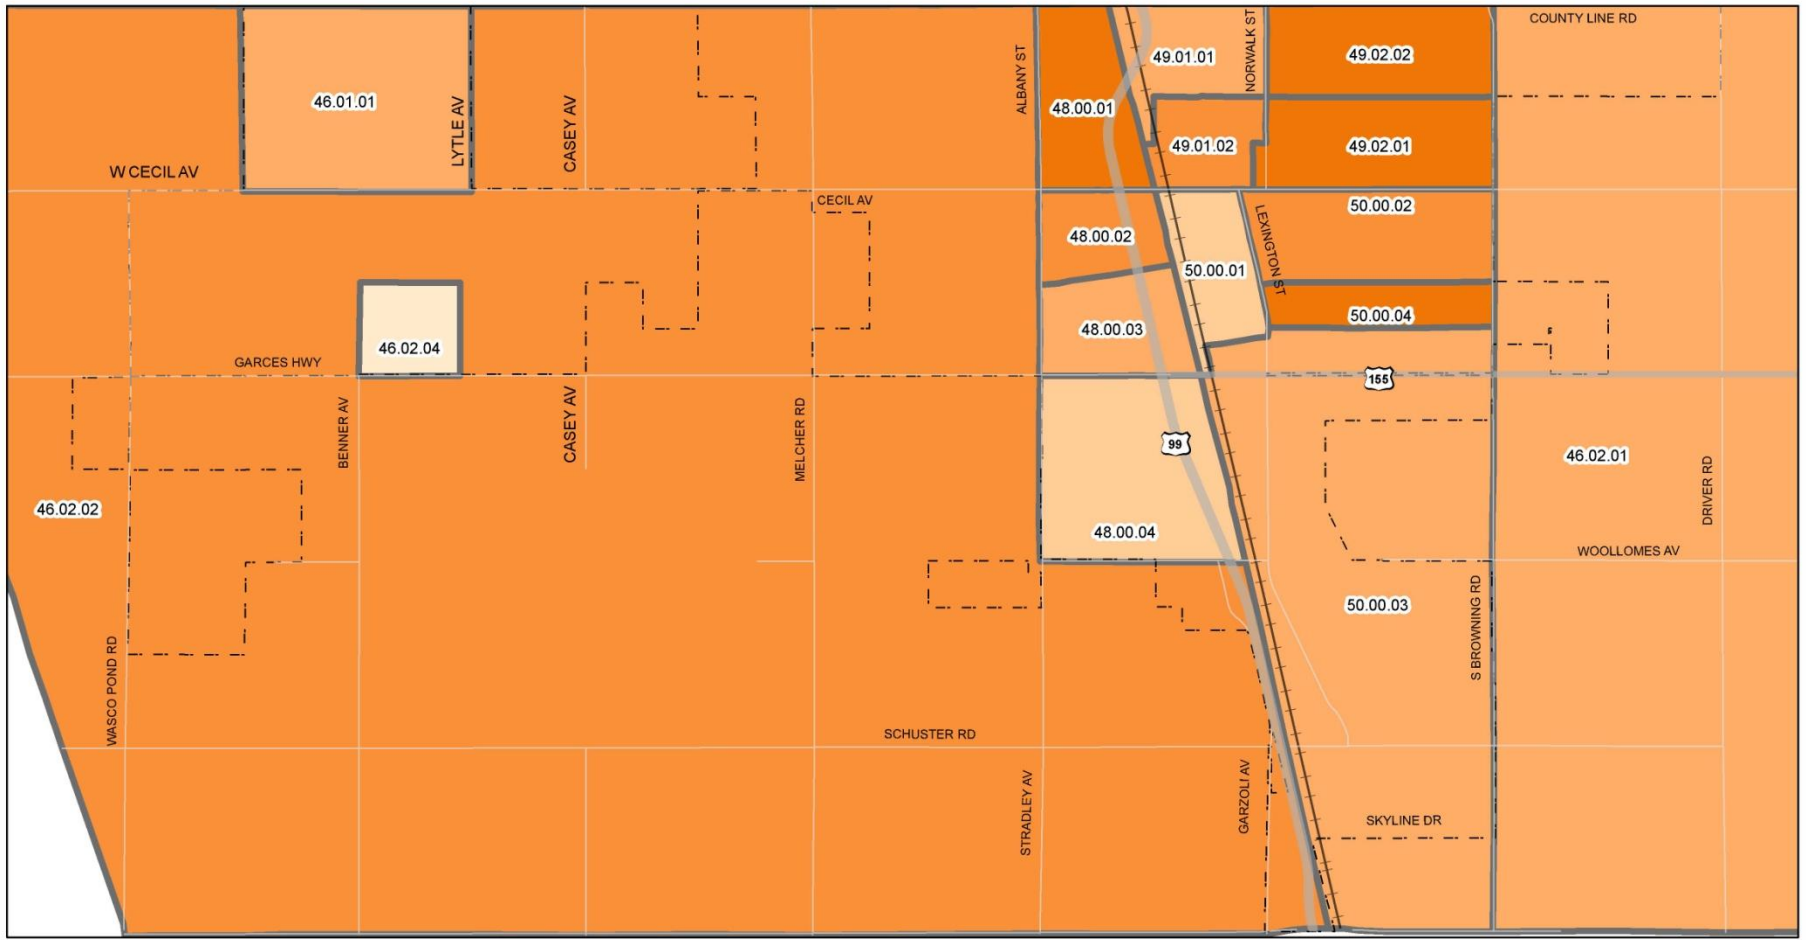 COUNTY LINE RD
49.01.01
NORWALK ST
49.02.02
46.01.01
ALBANY ST
48.00.01
LYTLE AV
CASEY AV
49.01.02
49.02.01
W CECIL AV
CECIL AV
50.00.02
48.00.02
LEXINGTON ST
50.00.01
48.00.03
50.00.04
46.02.04
GARCES HWY
155
BENNER AV
CASEY AV
MELCHER RD
99
46.02.01
DRIVER RD
46.02.02
48.00.04
WOOLLOMES AV
50.00.03
S BROWNING RD
WASCO POND RD
SCHUSTER RD
STRADLEY AV
GARZOLI AV
SKYLINE DR